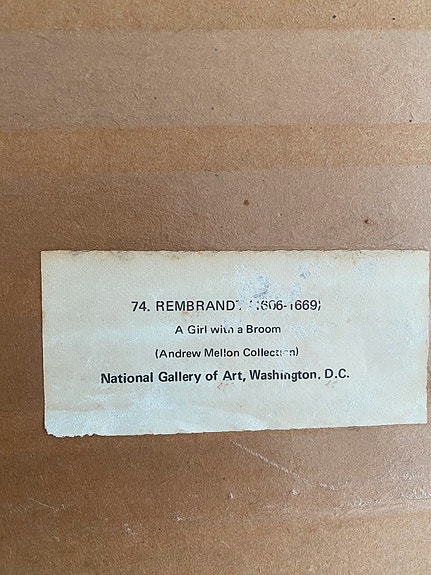 74. REMBRANDT (1606-1669)
A Girl with a Broom
(Andrew Mellon Collection)
National Gallery of Art, Washington, D.C.